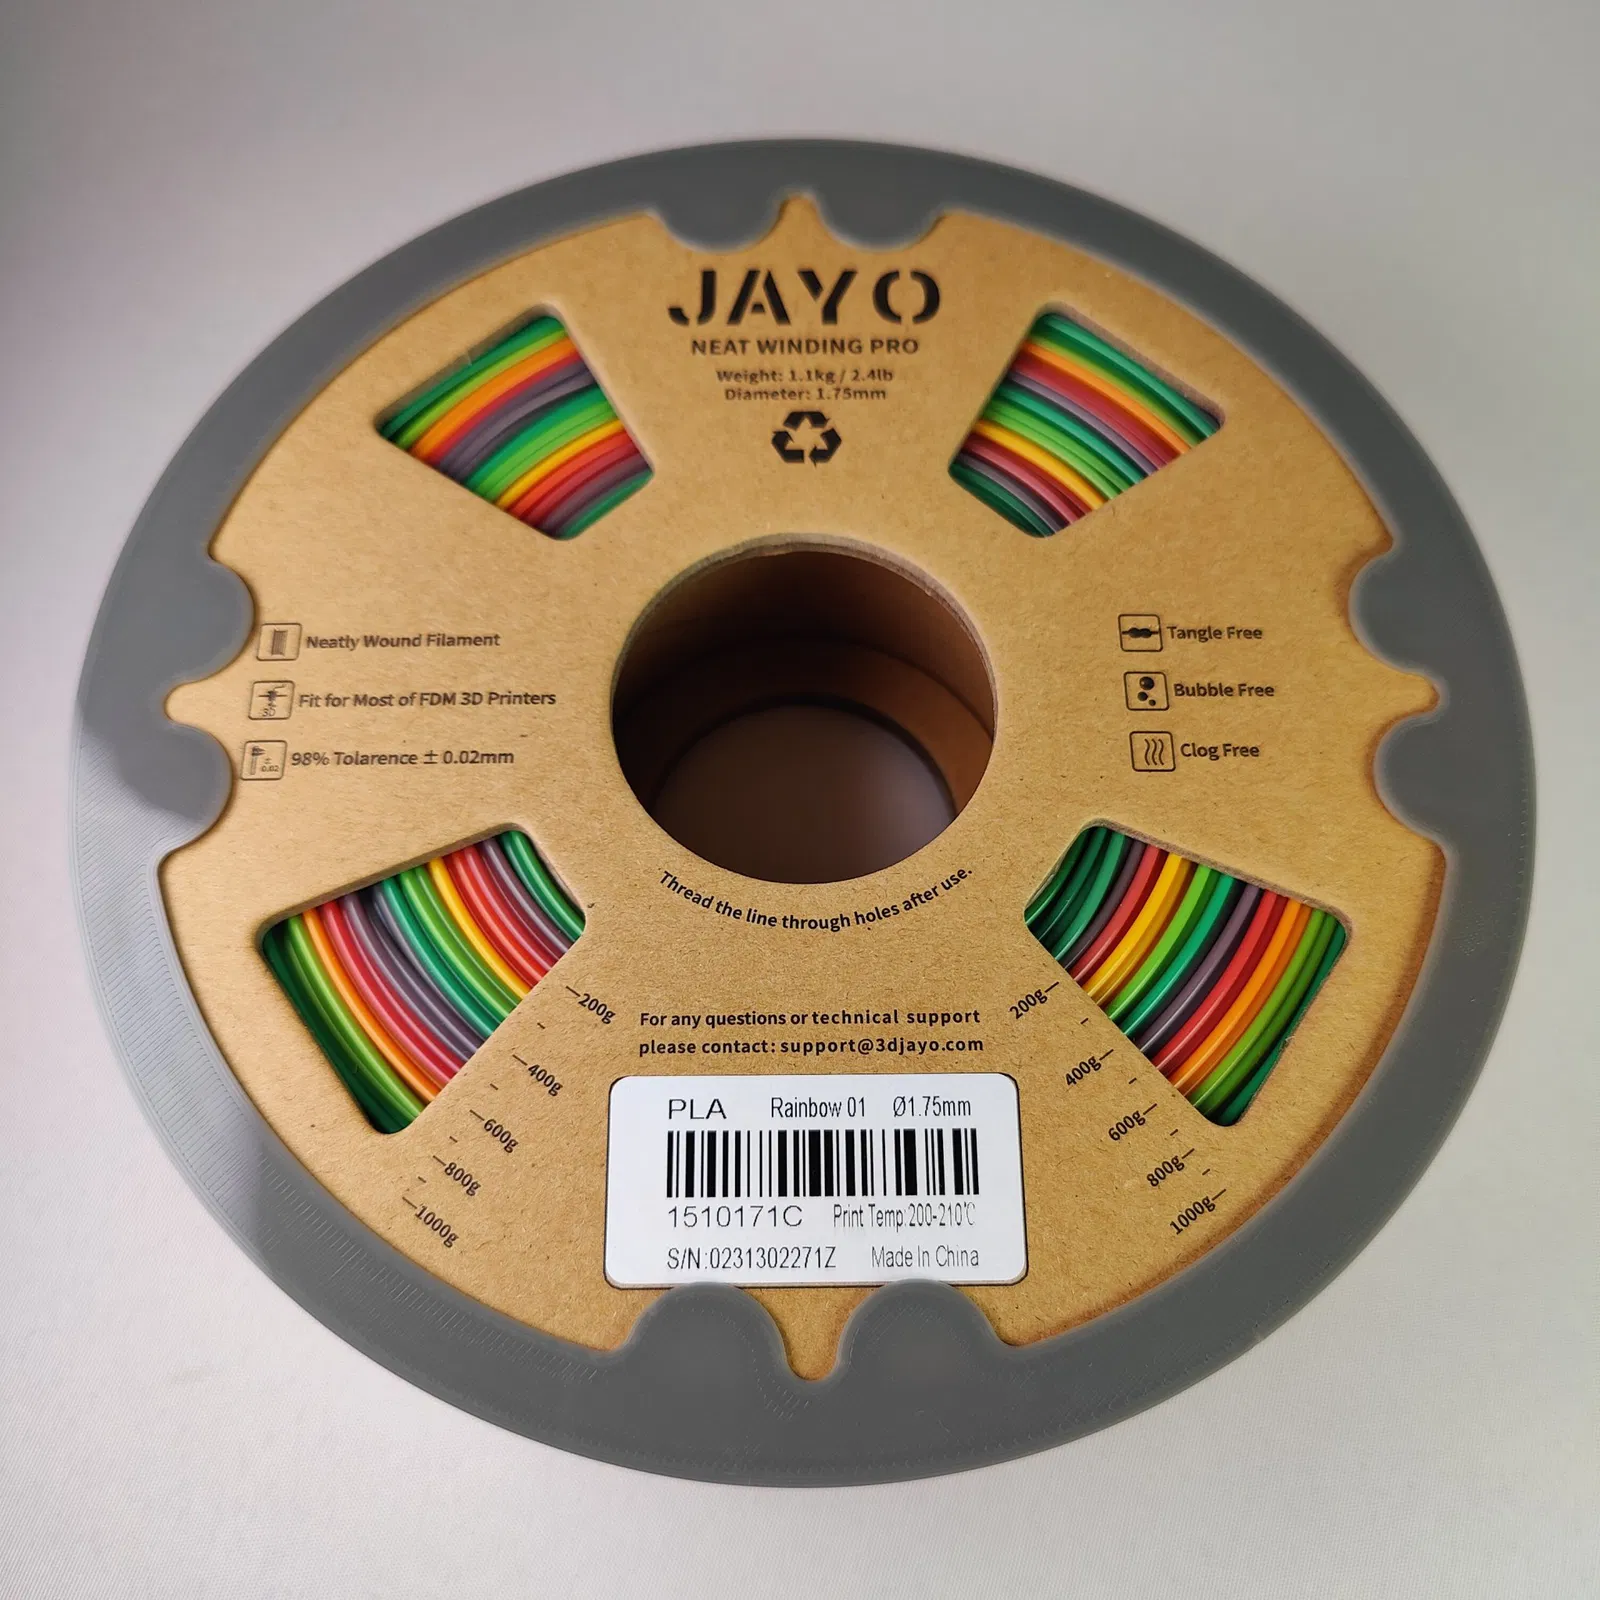 JAYO
NEAT WINDING PRO
Weight: 1.1kg / 2.4lb
Diameter: 1.75mm
Neatly Wound Filament
Fit for Most of FDM 3D Printers
98% Tolarence ± 0.02mm
Tangle Free
Bubble Free
Clog Free
Thread the line through holes after use.
200g
400g
600g
800g
1000g
200g
400g
600g
800g
1000g
For any questions or technical support
please contact: support@3djayo.com
PLA Rainbow 01 Ø1.75mm
1510171C Print Temp:200-210℃
S/N:0231302271Z Made In China